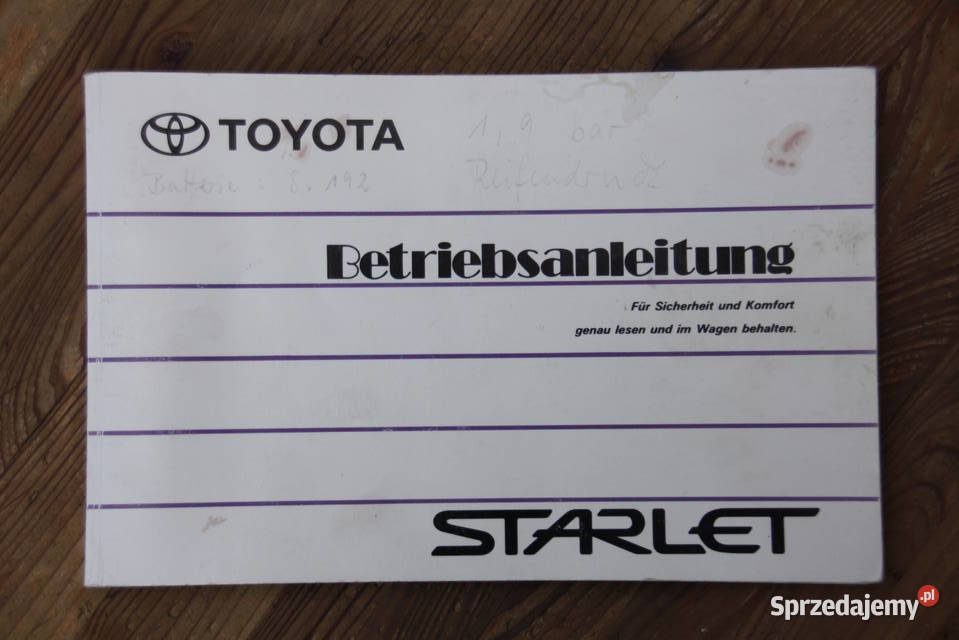 TOYOTA
1,9 bar
Reifendruck
Batterie : S. 192
Betriebsanleitung
Für Sicherheit und Komfort
genau lesen und im Wagen behalten.
STARLET
Sprzedajemy.pl